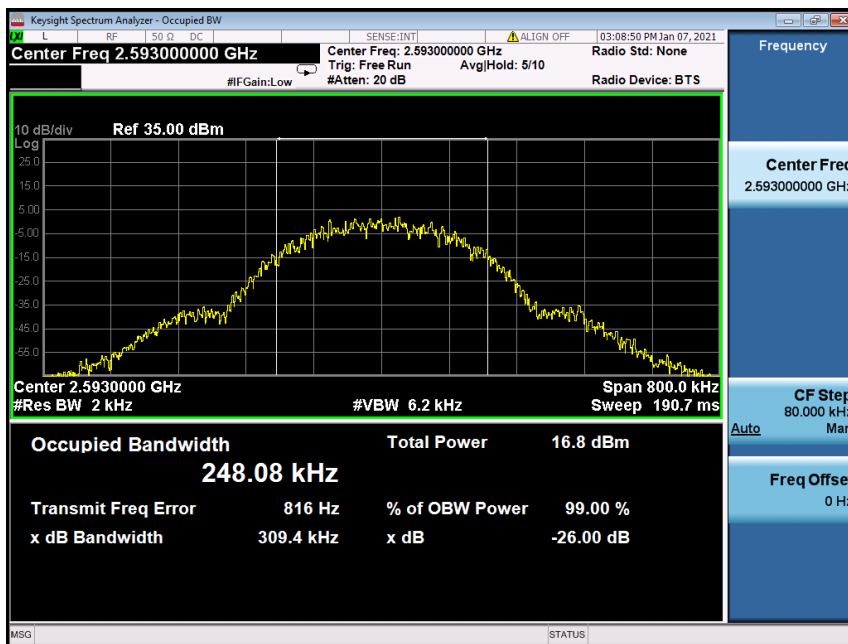 Keysight Spectrum Analyzer - Occupied BW
LXI L RF 50 Ω DC SENSE:INT ALIGN OFF 03:08:50 PM Jan 07, 2021
Center Freq 2.593000000 GHz
Center Freq: 2.593000000 GHz Radio Std: None
Trig: Free Run Avg|Hold: 5/10
#IFGain:Low #Atten: 20 dB Radio Device: BTS
10 dB/div Ref 35.00 dBm
Log
25.0
15.0
5.00
-5.00
-15.0
-25.0
-35.0
-45.0
-55.0
Center 2.5930000 GHz Span 800.0 kHz
#Res BW 2 kHz #VBW 6.2 kHz Sweep 190.7 ms
Occupied Bandwidth Total Power 16.8 dBm
248.08 kHz
Transmit Freq Error 816 Hz % of OBW Power 99.00 %
x dB Bandwidth 309.4 kHz x dB -26.00 dB
MSG STATUS
Frequency
Center Freq
2.593000000 GHz
CF Step
80.000 kHz
Auto Man
Freq Offset
0 Hz